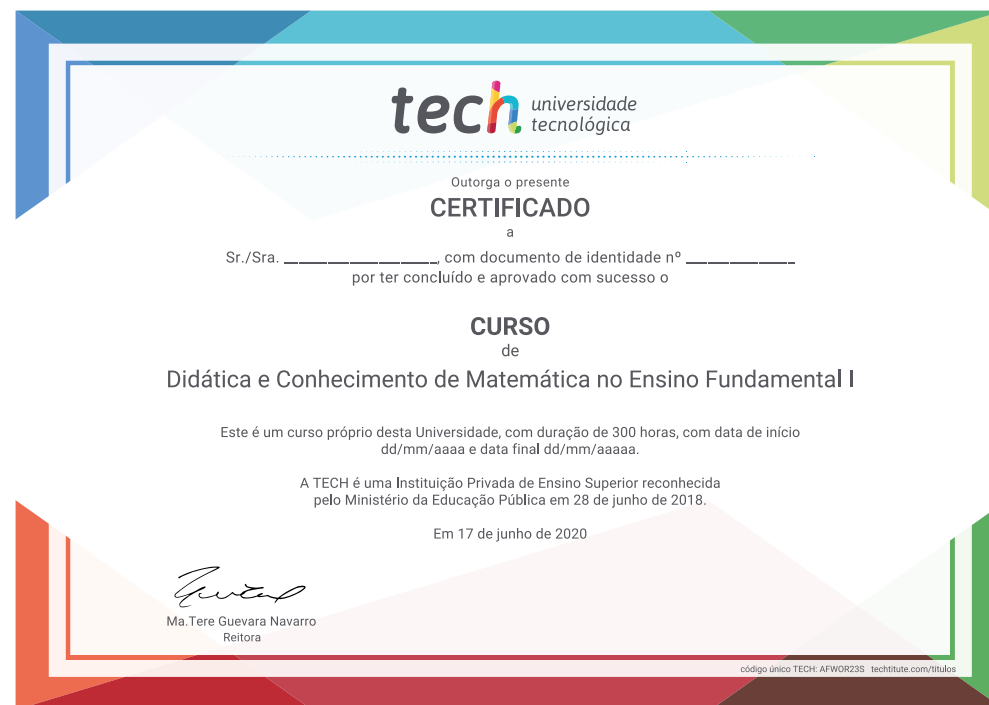 tech universidade
tecnológica
Outorga o presente
CERTIFICADO
a
Sr./Sra. ____________________, com documento de identidade nº ______________
por ter concluído e aprovado com sucesso o
CURSO
de
Didática e Conhecimento de Matemática no Ensino Fundamental I
Este é um curso próprio desta Universidade, com duração de 300 horas, com data de início
dd/mm/aaaa e data final dd/mm/aaaaa.
A TECH é uma Instituição Privada de Ensino Superior reconhecida
pelo Ministério da Educação Pública em 28 de junho de 2018.
Em 17 de junho de 2020
Ma.Tere Guevara Navarro
Reitora
código único TECH: AFWOR23S techtitute.com/titulos